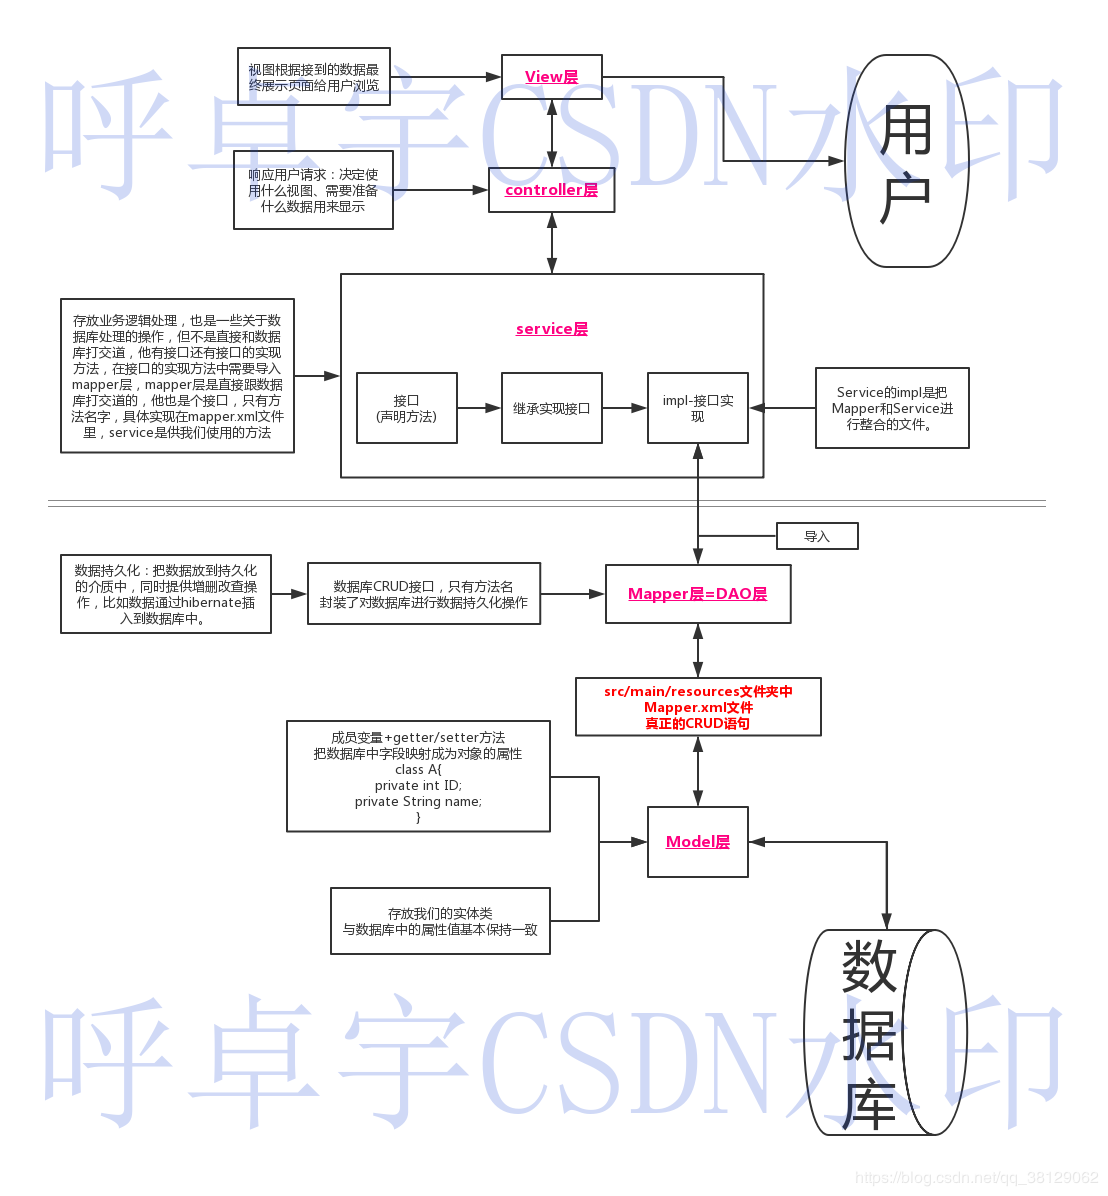 呼卓宇CSDN水印
视图根据接到的数据最
终展示页面给用户浏览
View层
用
户
响应用户请求：决定使
用什么视图、需要准备
什么数据用来显示
controller层
存放业务逻辑处理，也是一些关于数
据库处理的操作，但不是直接和数据
库打交道，他有接口还有接口的实现
方法，在接口的实现方法中需要导入
mapper层，mapper层是直接跟数据
库打交道的，他也是个接口，只有方
法名字，具体实现在mapper.xml文件
里，service是供我们使用的方法
service层
接口
(声明方法)
继承实现接口
impl-接口实
现
Service的impl是把
Mapper和Service进
行整合的文件。
导入
数据持久化：把数据放到持久化
的介质中，同时提供增删改查操
作，比如数据通过hibernate插
入到数据库中。
数据库CRUD接口，只有方法名
封装了对数据库进行数据持久化操作
Mapper层=DAO层
src/main/resources文件夹中
Mapper.xml文件
真正的CRUD语句
成员变量+getter/setter方法
把数据库中字段映射成为对象的属性
class A{
private int ID;
private String name;
}
Model层
存放我们的实体类
与数据库中的属性值基本保持一致
数
据
库
呼卓宇CSDN水印
https://blog.csdn.net/qq_38129062